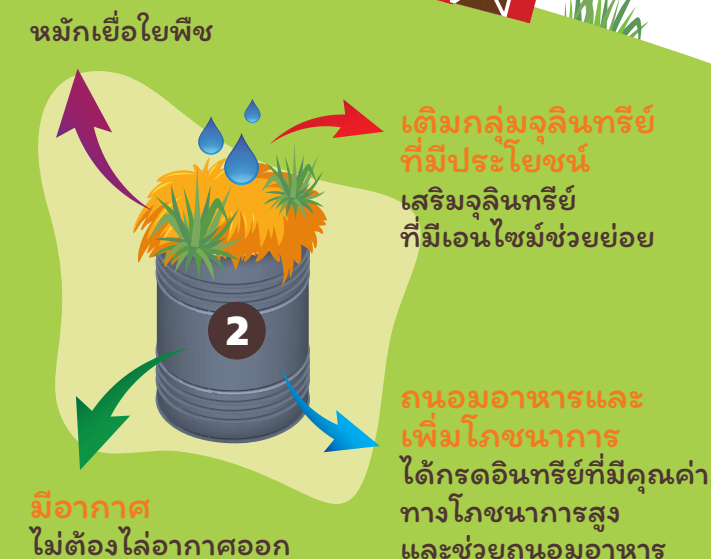 หมักเยื่อใยพืช
เติมกลุ่มจุลินทรีย์
ที่มีประโยชน์
เสริมจุลินทรีย์
ที่มีเอนไซม์ช่วยย่อย
2
ถนอมอาหารและ
เพิ่มโภชนาการ
ได้กรดอินทรีย์ที่มีคุณค่า
ทางโภชนาการสูง
และช่วยถนอมอาหาร
มีอากาศ
ไม่ต้องไล่อากาศออก